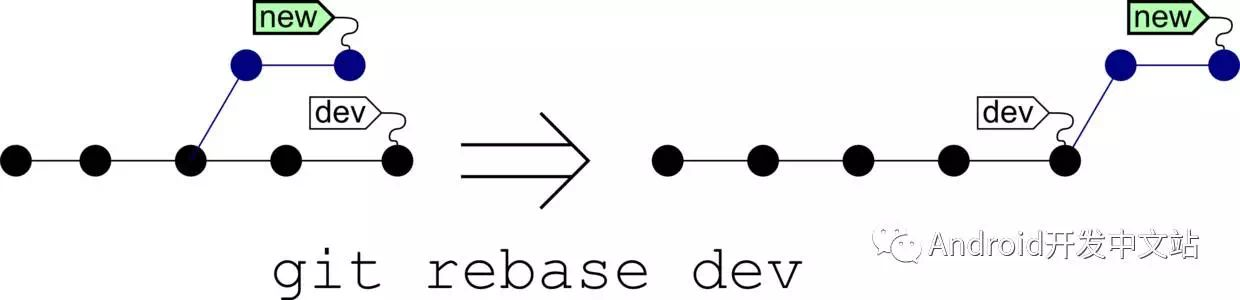 new
new
dev
dev
Android开发中文站
git rebase dev